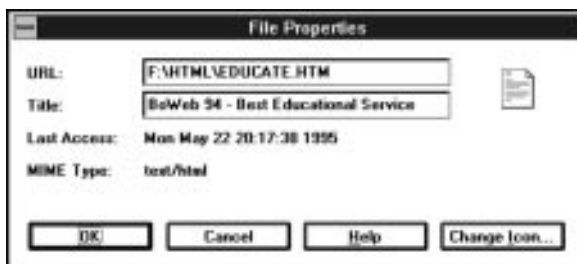 File Properties
URL: F:\HTML\EDUCATE.HTM
Title: BoWeb 94 - Best Educational Service
Last Access: Mon May 22 20:17:38 1995
MIME Type: text/html
OK Cancel Help Change Icon...